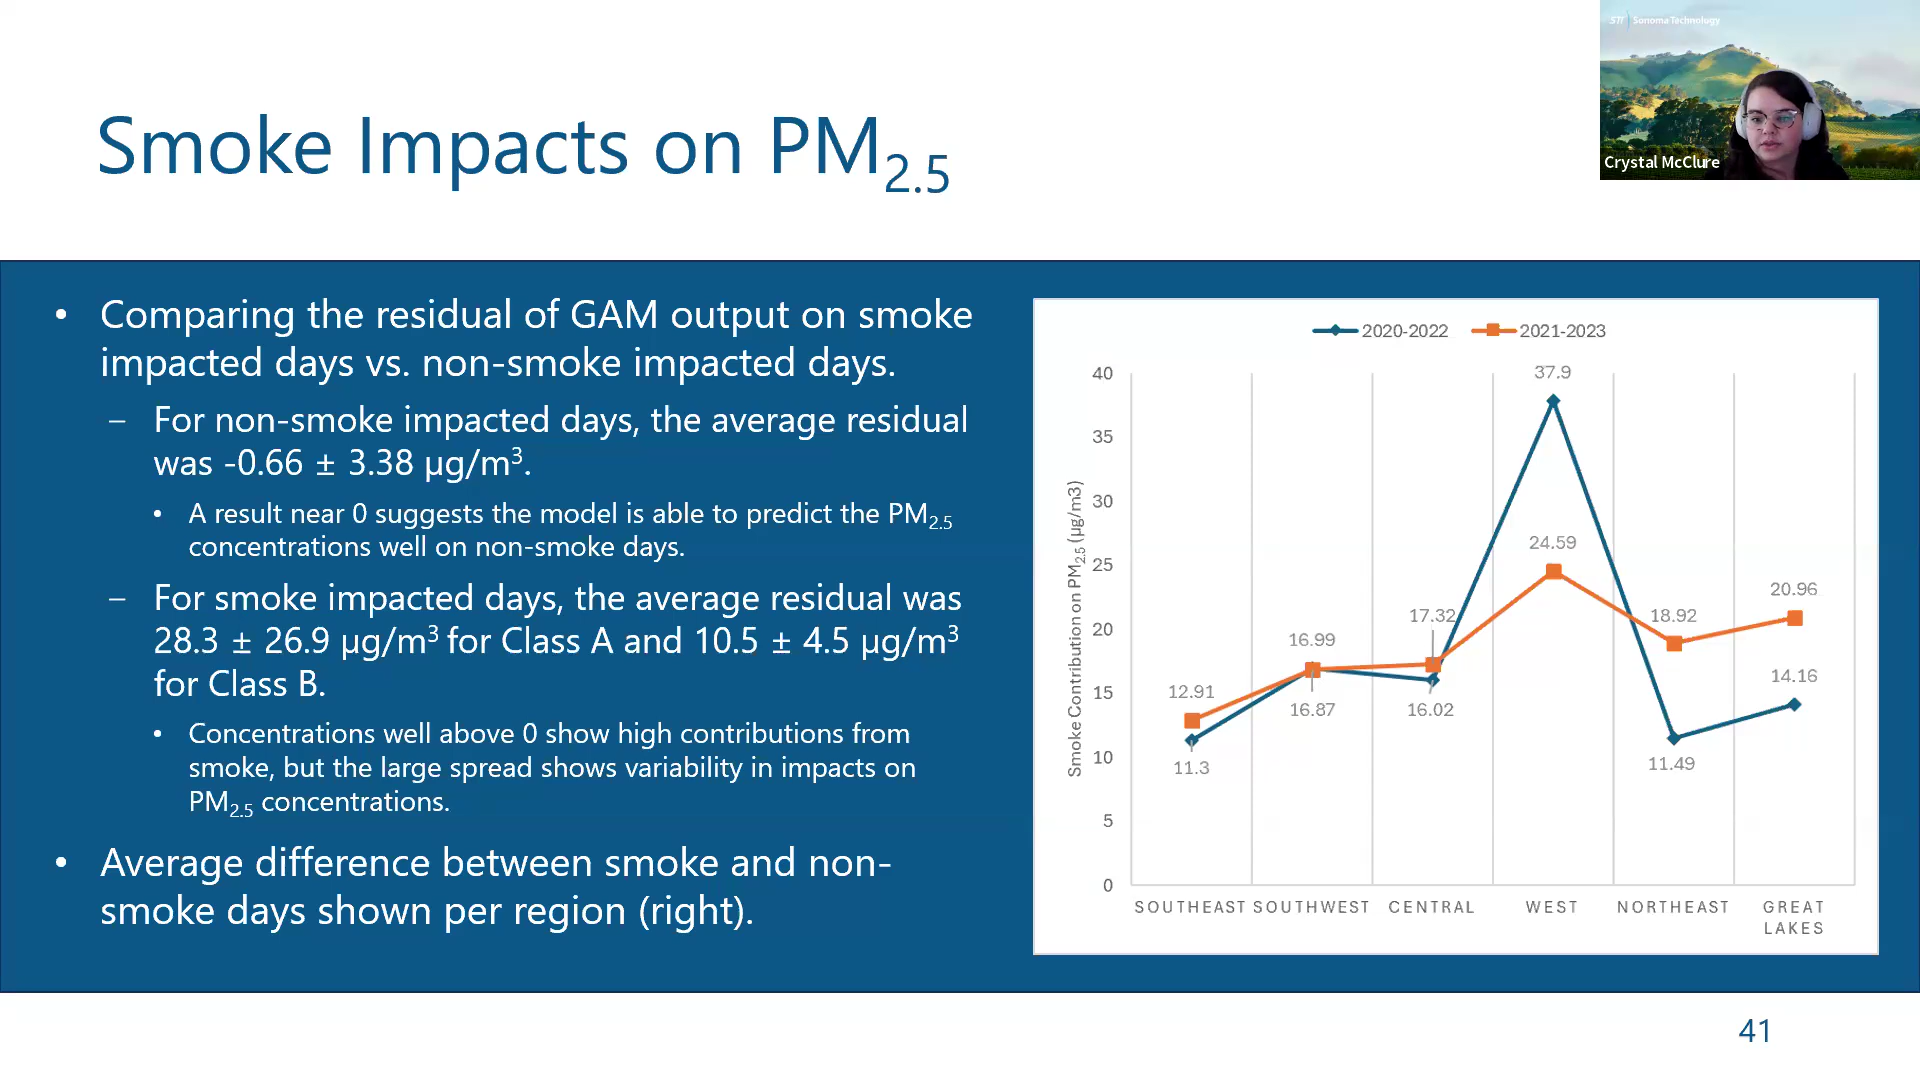 STI | Sonoma Technology
Crystal McClure
Smoke Impacts on PM2.5
• Comparing the residual of GAM output on smoke
impacted days vs. non-smoke impacted days.
– For non-smoke impacted days, the average residual
was -0.66 ± 3.38 µg/m³.
• A result near 0 suggests the model is able to predict the PM2.5
concentrations well on non-smoke days.
– For smoke impacted days, the average residual was
28.3 ± 26.9 µg/m³ for Class A and 10.5 ± 4.5 µg/m³
for Class B.
• Concentrations well above 0 show high contributions from
smoke, but the large spread shows variability in impacts on
PM2.5 concentrations.
• Average difference between smoke and non-
smoke days shown per region (right).
2020-2022 2021-2023
Smoke Contribution on PM2.5 (µg/m3)
40
35
30
25
20
15
10
5
0
12.91
11.3
16.99
16.87
17.32
16.02
37.9
24.59
18.92
11.49
20.96
14.16
SOUTHEAST SOUTHWEST CENTRAL WEST NORTHEAST GREAT
LAKES
41